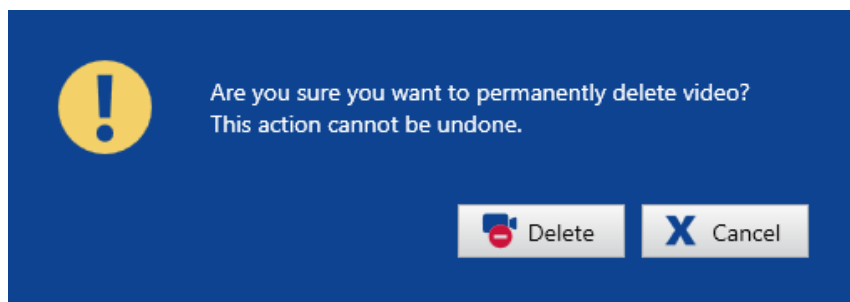 Are you sure you want to permanently delete video?
This action cannot be undone.
Delete
Cancel